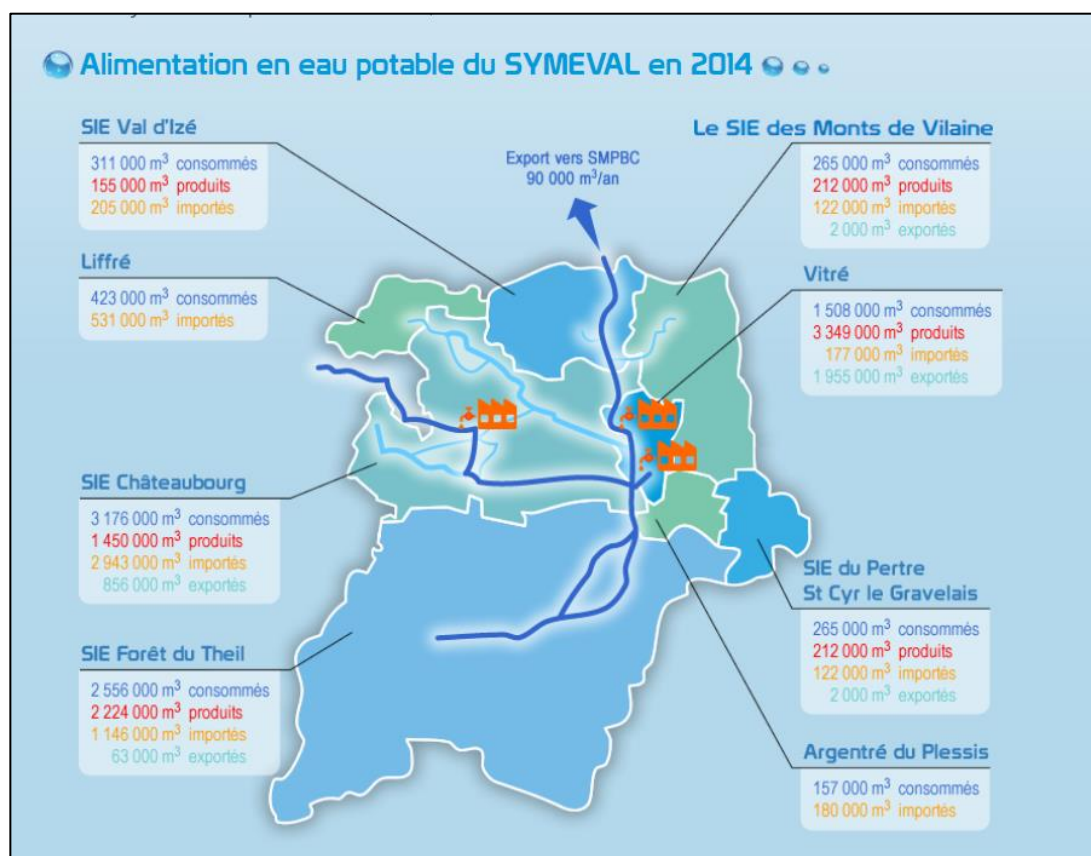 Alimentation en eau potable du SYMEVAL en 2014
SIE Val d'Izé
311 000 m³ consommés
155 000 m³ produits
205 000 m³ importés
Liffré
423 000 m³ consommés
531 000 m³ importés
SIE Châteaubourg
3 176 000 m³ consommés
1 450 000 m³ produits
2 943 000 m³ importés
856 000 m³ exportés
SIE Forêt du Theil
2 556 000 m³ consommés
2 224 000 m³ produits
1 146 000 m³ importés
63 000 m³ exportés
Export vers SMPBC
90 000 m³/an
Le SIE des Monts de Vilaine
265 000 m³ consommés
212 000 m³ produits
122 000 m³ importés
2 000 m³ exportés
Vitré
1 508 000 m³ consommés
3 349 000 m³ produits
177 000 m³ importés
1 955 000 m³ exportés
SIE du Pertre
St Cyr le Gravelais
265 000 m³ consommés
212 000 m³ produits
122 000 m³ importés
2 000 m³ exportés
Argentré du Plessis
157 000 m³ consommés
180 000 m³ importés